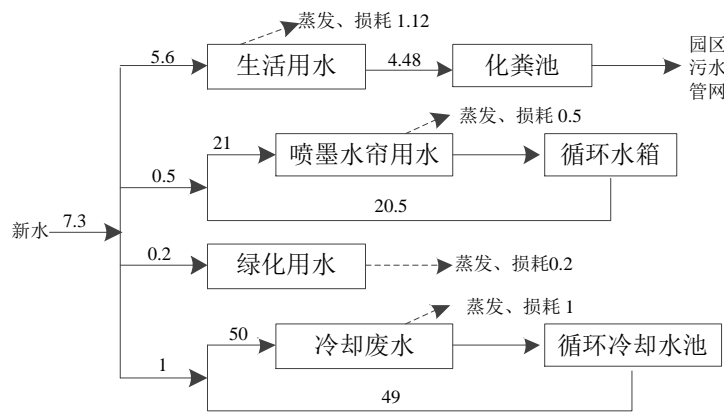 蒸发、损耗 1.12
5.6
生活用水
4.48
化粪池
园区
污水
管网
蒸发、损耗 0.5
21
喷墨水帘用水
循环水箱
0.5
20.5
新水
7.3
0.2
绿化用水
蒸发、损耗0.2
蒸发、损耗 1
50
冷却废水
循环冷却水池
1
49